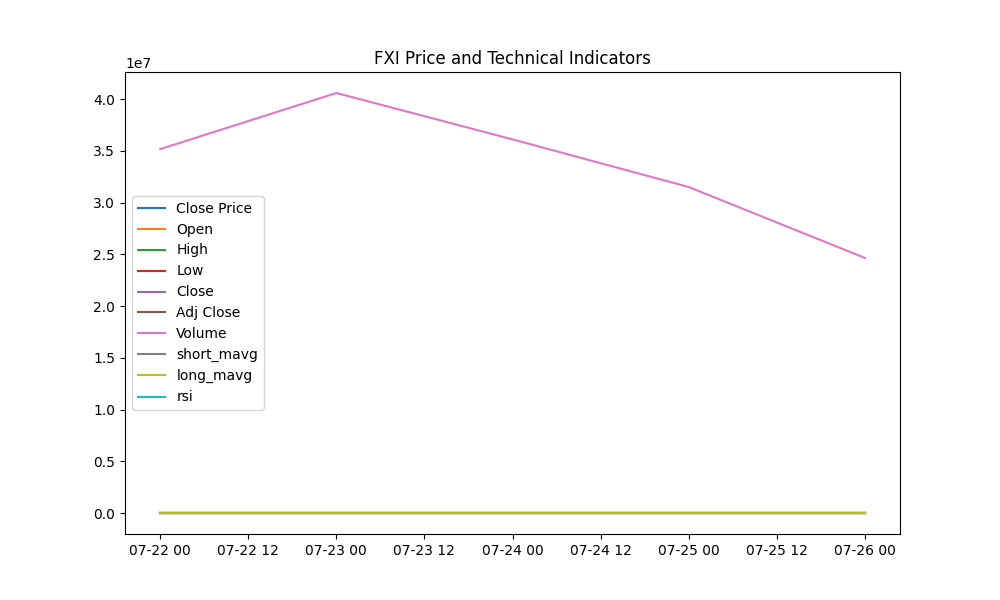 FXI Price and Technical Indicators
1e7
4.0
3.5
3.0
2.5
2.0
1.5
1.0
0.5
0.0
Close Price
Open
High
Low
Close
Adj Close
Volume
short_mavg
long_mavg
rsi
07-22 00 07-22 12 07-23 00 07-23 12 07-24 00 07-24 12 07-25 00 07-25 12 07-26 00